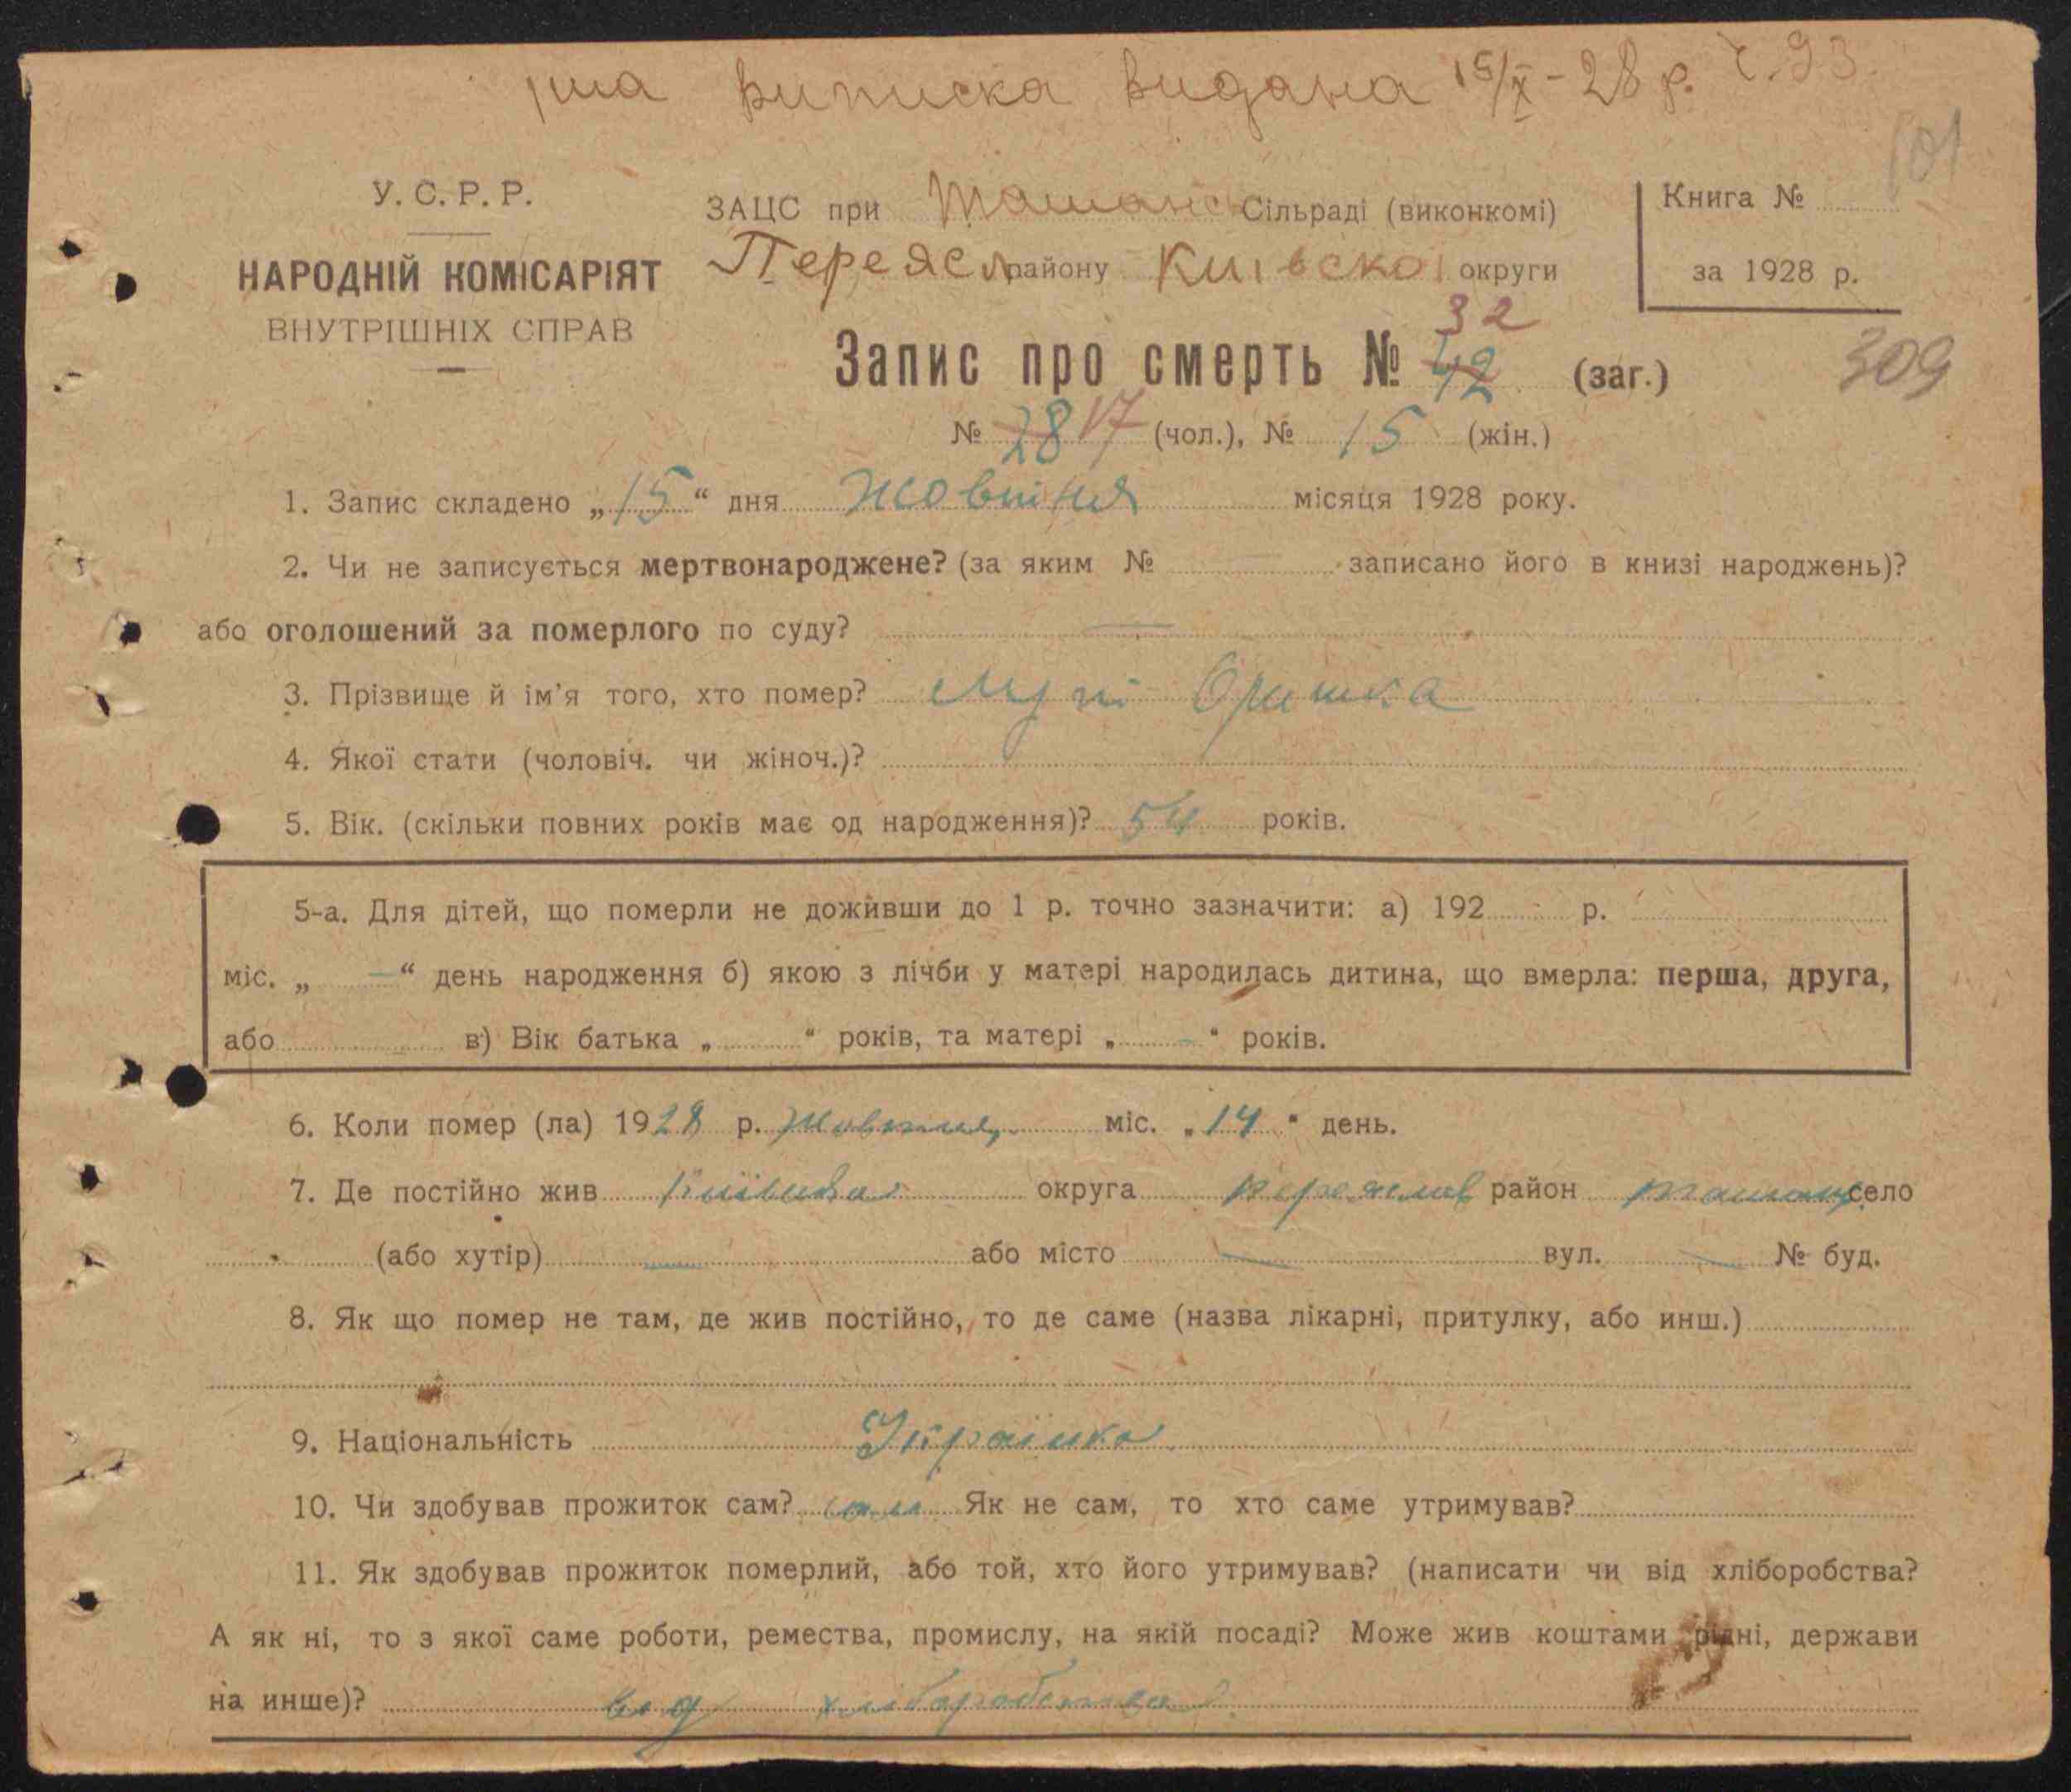 рша виписка видана 15/X - 28 р. Ч. 93.
101
У. С. Р. Р.
НАРОДНІЙ КОМІСАРІЯТ
ВНУТРІШНІХ СПРАВ
ЗАЦС при Ташанс Сільраді (виконкомі)
Переясл району Київской округи
Книга №
за 1928 р.
Запис про смерть № 42 32 (заг.)
309
№ 28 17 (чол.), № 15 (жін.)
1. Запис складено „15“ дня Жовтня місяця 1928 року.
2. Чи не записується мертвонароджене? (за яким № — записано його в книзі народжень)?
або оголошений за померлого по суду? —
3. Прізвище й ім'я того, хто помер? Оришка
4. Якої стати (чоловіч. чи жіноч.)?
5. Вік. (скільки повних років має од народження)? 54 років.
5-а. Для дітей, що померли не доживши до 1 р. точно зазначити: а) 192 р.
міс. „ — “ день народження б) якою з лічби у матері народилась дитина, що вмерла: перша, друга,
або в) Вік батька „ “ років, та матері „ - “ років.
6. Коли помер (ла) 1928 р. Жовтня міс. „14“ день.
7. Де постійно жив округа Переяслав район Ташань село
(або хутір) — або місто — вул. — № буд.
8. Як що помер не там, де жив постійно, то де саме (назва лікарні, притулку, або инш.)
9. Національність Українка
10. Чи здобував прожиток сам? сам Як не сам, то хто саме утримував?
11. Як здобував прожиток померлий, або той, хто його утримував? (написати чи від хліборобства?
А як ні, то з якої саме роботи, ремества, промислу, на якій посаді? Може жив коштами рідні, держави
на инше)? від хліборобства